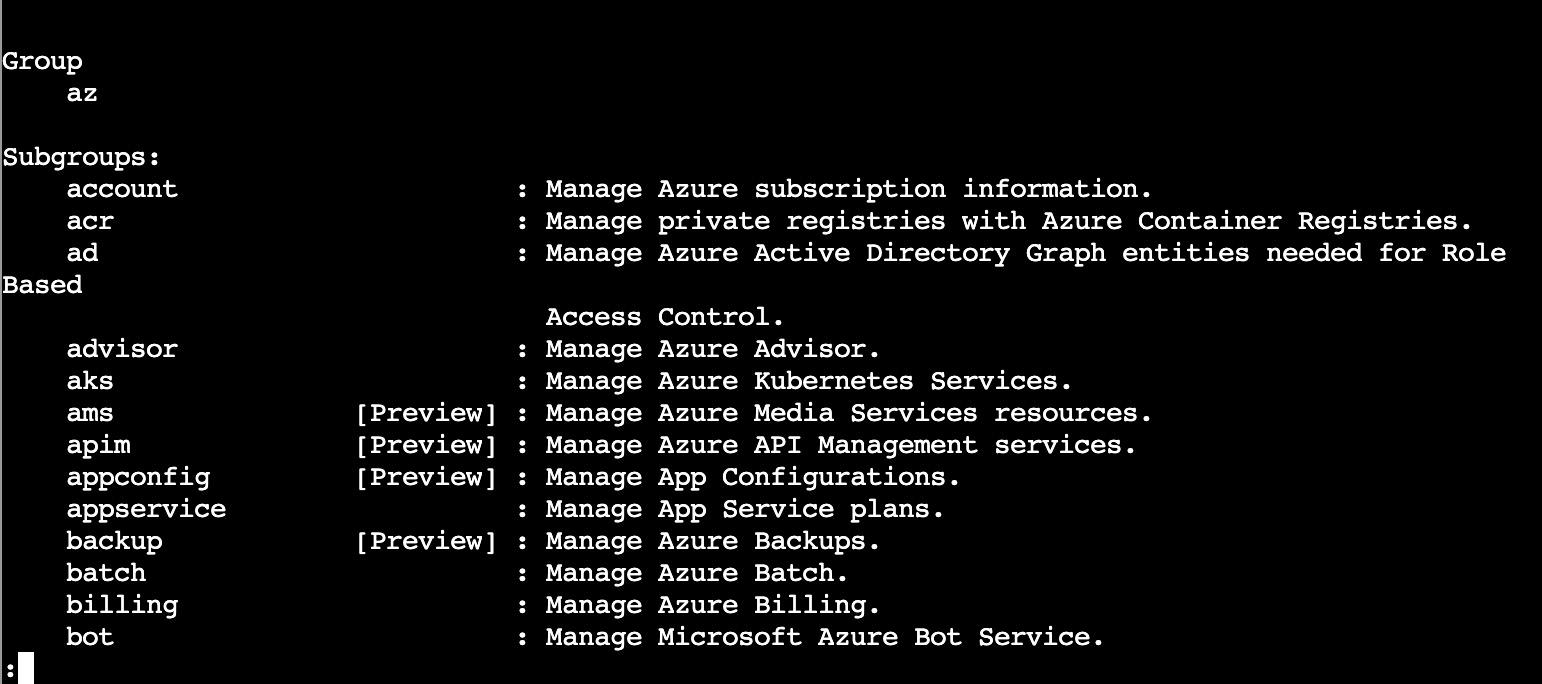 Group
    az

Subgroups:
    account                     : Manage Azure subscription information.
    acr                         : Manage private registries with Azure Container Registries.
    ad                          : Manage Azure Active Directory Graph entities needed for Role
Based
                                  Access Control.
    advisor                     : Manage Azure Advisor.
    aks                         : Manage Azure Kubernetes Services.
    ams               [Preview] : Manage Azure Media Services resources.
    apim              [Preview] : Manage Azure API Management services.
    appconfig         [Preview] : Manage App Configurations.
    appservice                  : Manage App Service plans.
    backup            [Preview] : Manage Azure Backups.
    batch                       : Manage Azure Batch.
    billing                     : Manage Azure Billing.
    bot                         : Manage Microsoft Azure Bot Service.
: